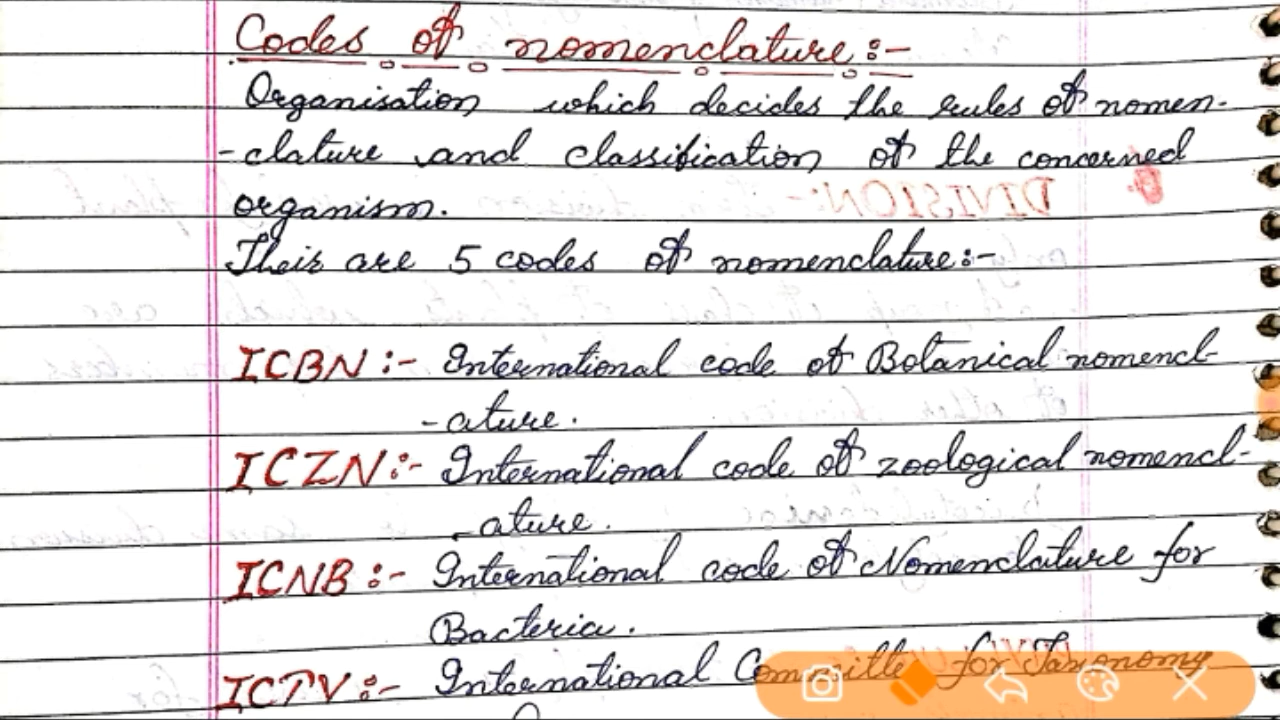 Codes of nomenclature:-
Organisation which decides the rules of nomen-
-clature and classification of the concerned
organism.
Their are 5 codes of nomenclature:-
ICBN :- International code of Botanical nomencl-
-ature.
ICZN:- International code of zoological nomencl-
-ature.
ICNB :- International code of Nomenclature for
Bacteria.
ICTV:- International Committe for Taxonomy